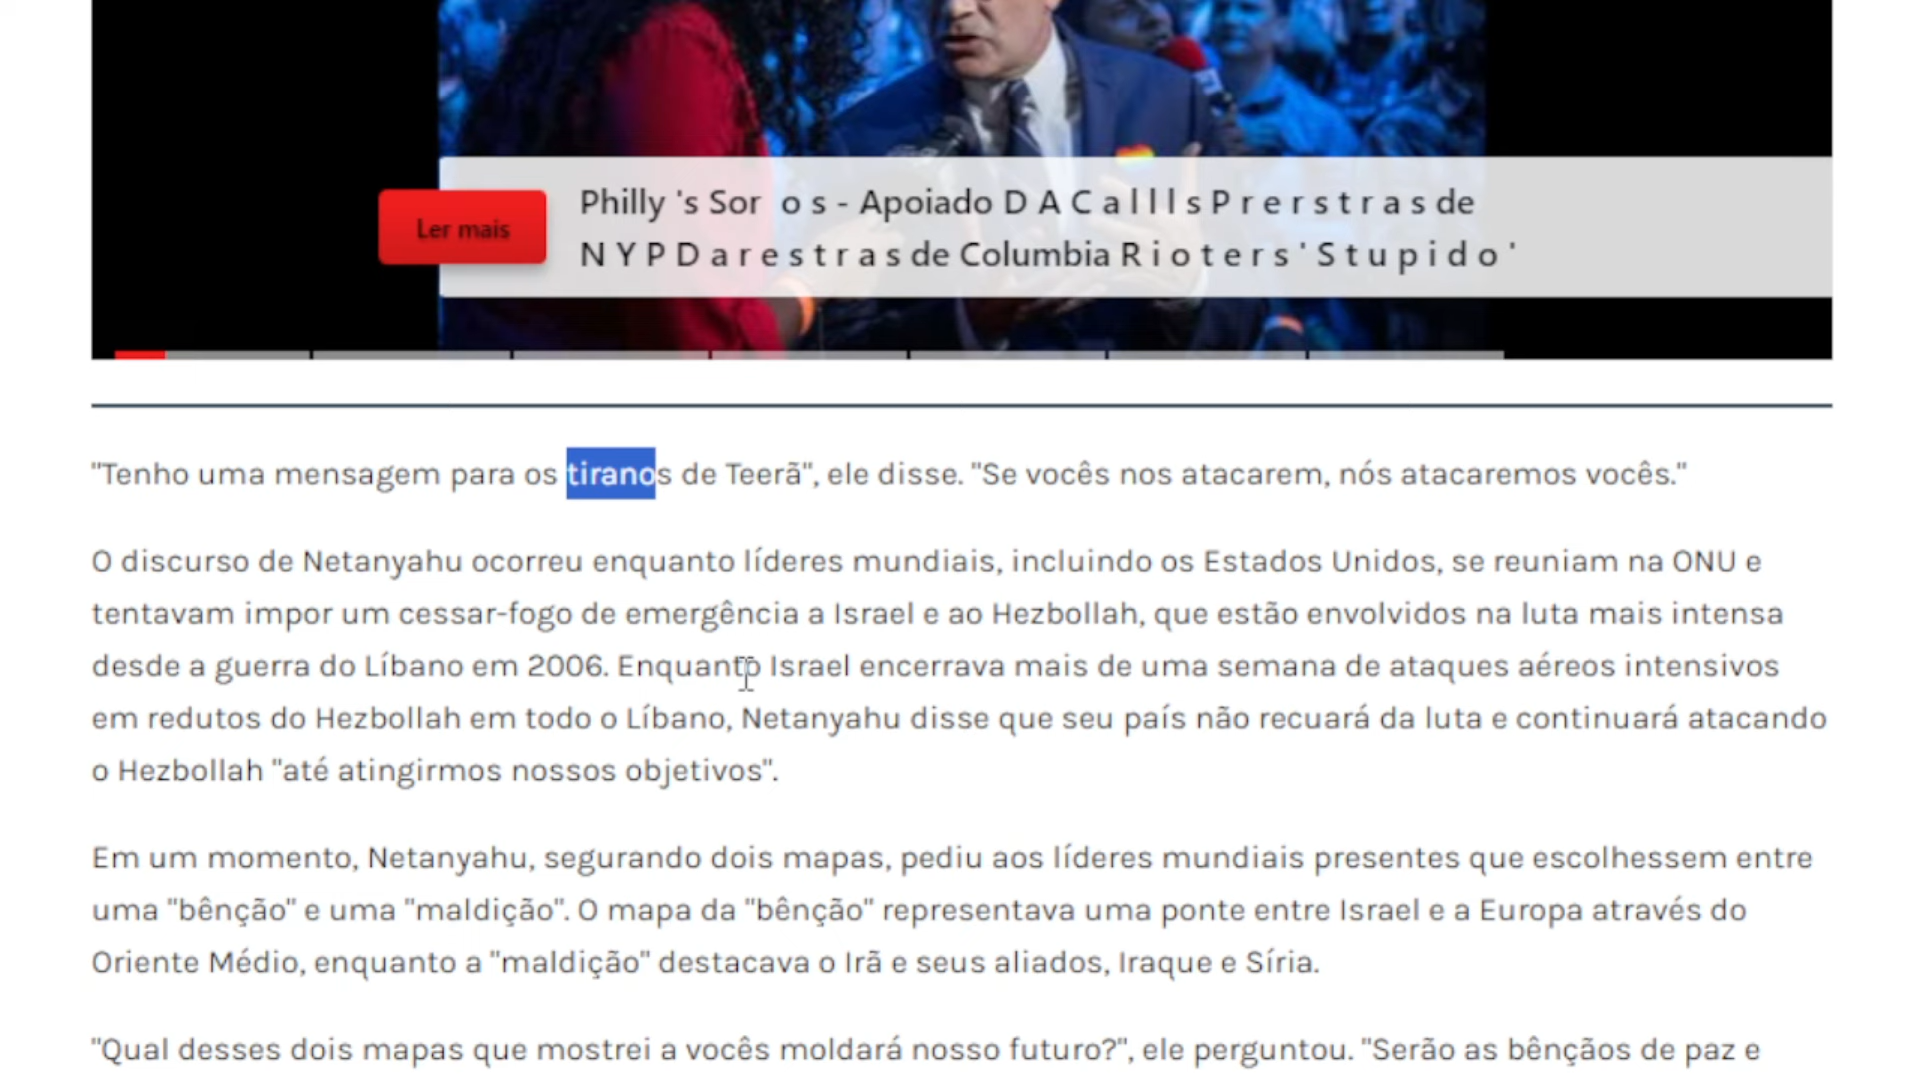 Ler mais
Philly 's Sor o s - Apoiado D A C a l l l s P r e r s t r a s de
N Y P D a r e s t r a s de Columbia R i o t e r s ' S t u p i d o '
"Tenho uma mensagem para os tiranos de Teerã", ele disse. "Se vocês nos atacarem, nós atacaremos vocês."
O discurso de Netanyahu ocorreu enquanto líderes mundiais, incluindo os Estados Unidos, se reuniam na ONU e
tentavam impor um cessar-fogo de emergência a Israel e ao Hezbollah, que estão envolvidos na luta mais intensa
desde a guerra do Líbano em 2006. Enquanto Israel encerrava mais de uma semana de ataques aéreos intensivos
em redutos do Hezbollah em todo o Líbano, Netanyahu disse que seu país não recuará da luta e continuará atacando
o Hezbollah "até atingirmos nossos objetivos".
Em um momento, Netanyahu, segurando dois mapas, pediu aos líderes mundiais presentes que escolhessem entre
uma "bênção" e uma "maldição". O mapa da "bênção" representava uma ponte entre Israel e a Europa através do
Oriente Médio, enquanto a "maldição" destacava o Irã e seus aliados, Iraque e Síria.
"Qual desses dois mapas que mostrei a vocês moldará nosso futuro?", ele perguntou. "Serão as bênçãos de paz e